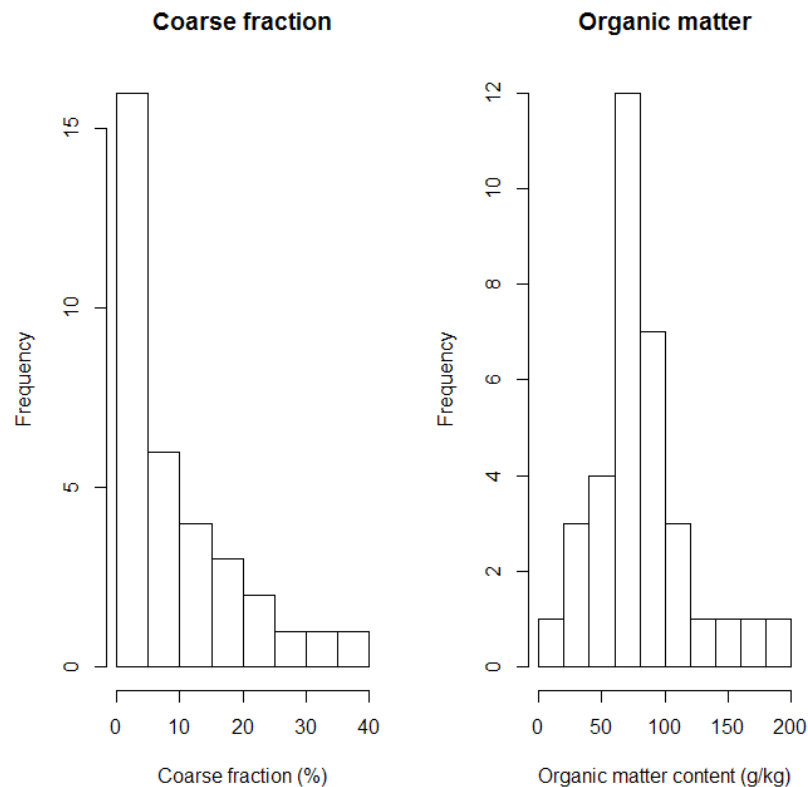 Coarse fraction
Frequency
15
10
5
0
0 10 20 30 40
Coarse fraction (%)
Organic matter
Frequency
12
10
8
6
4
2
0
0 50 100 150 200
Organic matter content (g/kg)